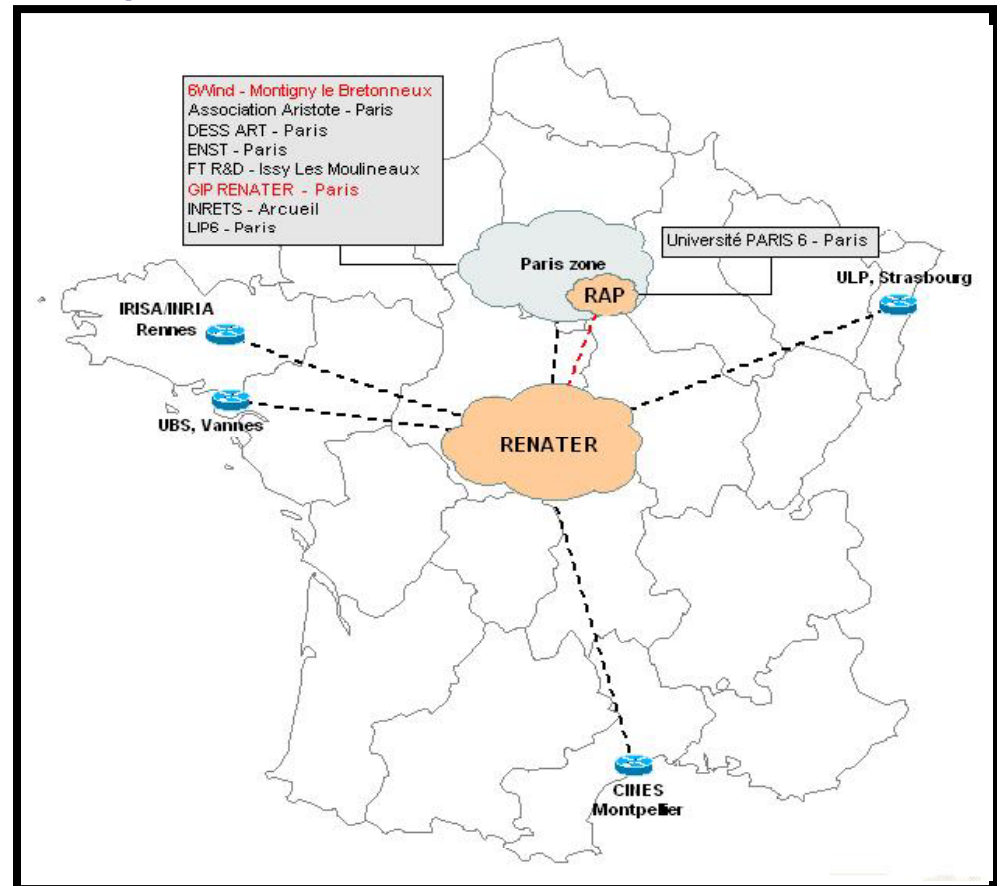 6Wind - Montigny le Bretonneux
Association Aristote - Paris
DESS ART - Paris
ENST - Paris
FT R&D - Issy Les Moulineaux
GIP RENATER - Paris
INRETS - Arcueil
LIP6 - Paris
Université PARIS 6 - Paris
Paris zone
RAP
ULP, Strasbourg
IRISA/INRIA
Rennes
UBS, Vannes
RENATER
CINES
Montpellier